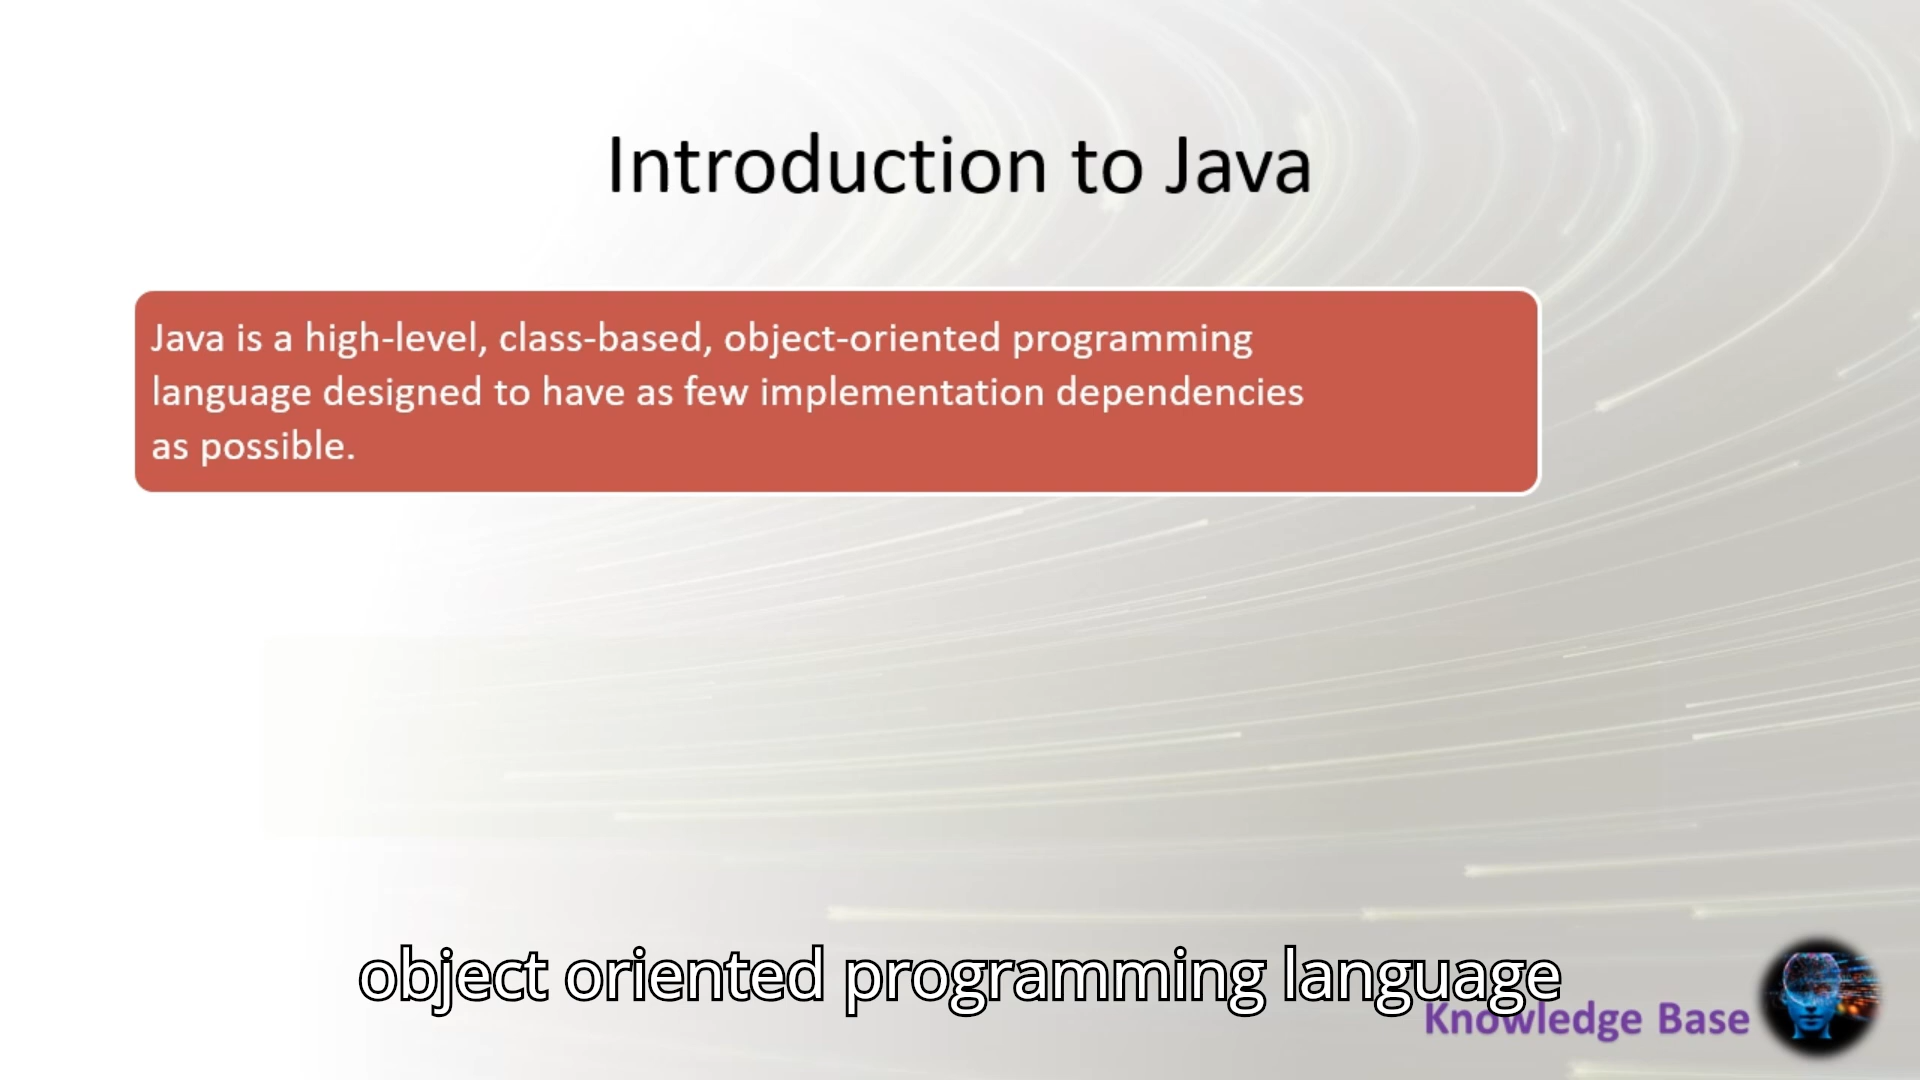 Introduction to Java
Java is a high-level, class-based, object-oriented programming
language designed to have as few implementation dependencies
as possible.
object oriented programming language
Knowledge Base